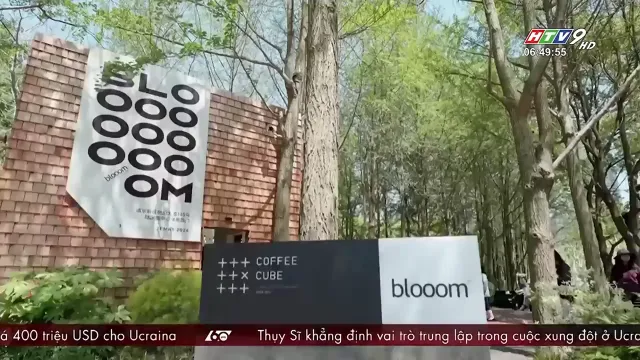 HTV9 HD
06:49:55
BLO
OOO
OOO
OOO
OOM
blooom
COFFEE
CUBE
blooom
á 400 triệu USD cho Ucraina
60
Thụy Sĩ khẳng định vai trò trung lập trong cuộc xung đột ở Ucra